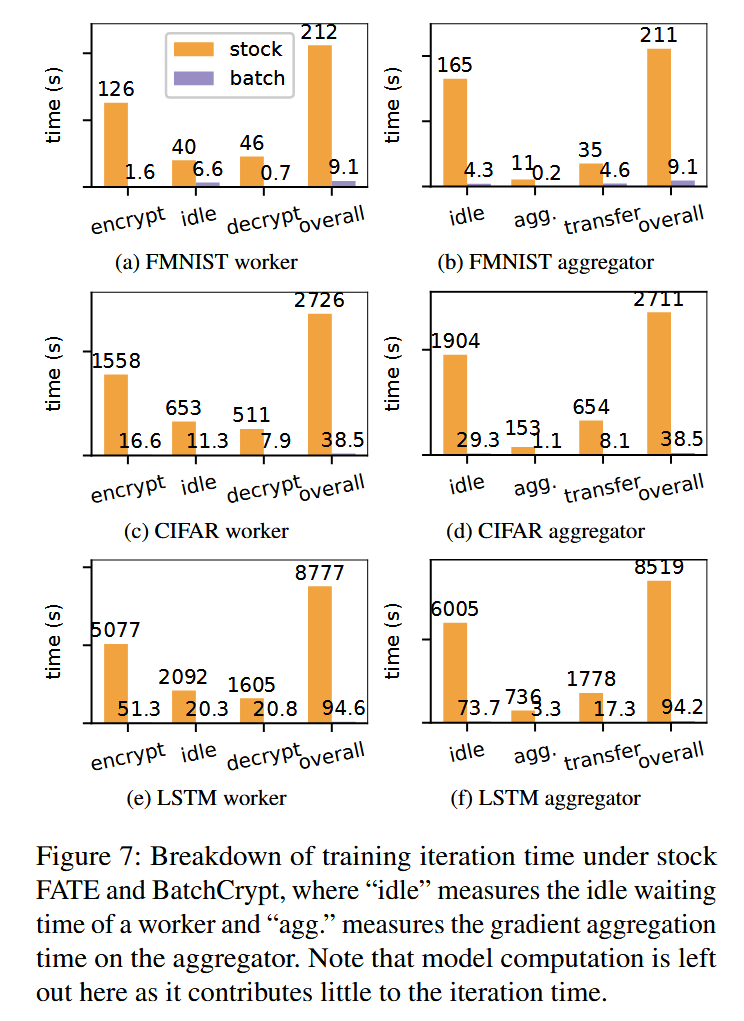 212
stock
batch
time (s)
126
1.6
40
6.6
46
0.7
9.1
encrypt idle decrypt overall
(a) FMNIST worker
211
165
time (s)
4.3
11
0.2
35
4.6
9.1
idle agg. transfer overall
(b) FMNIST aggregator
2726
time (s)
1558
16.6
653
11.3
511
7.9
38.5
encrypt idle decrypt overall
(c) CIFAR worker
2711
time (s)
1904
29.3
153
1.1
654
8.1
38.5
idle agg. transfer overall
(d) CIFAR aggregator
8777
time (s)
5077
51.3
2092
20.3
1605
20.8
94.6
encrypt idle decrypt overall
(e) LSTM worker
8519
time (s)
6005
73.7
736
3.3
1778
17.3
94.2
idle agg. transfer overall
(f) LSTM aggregator
Figure 7: Breakdown of training iteration time under stock
FATE and BatchCrypt, where “idle” measures the idle waiting
time of a worker and “agg.” measures the gradient aggregation
time on the aggregator. Note that model computation is left
out here as it contributes little to the iteration time.